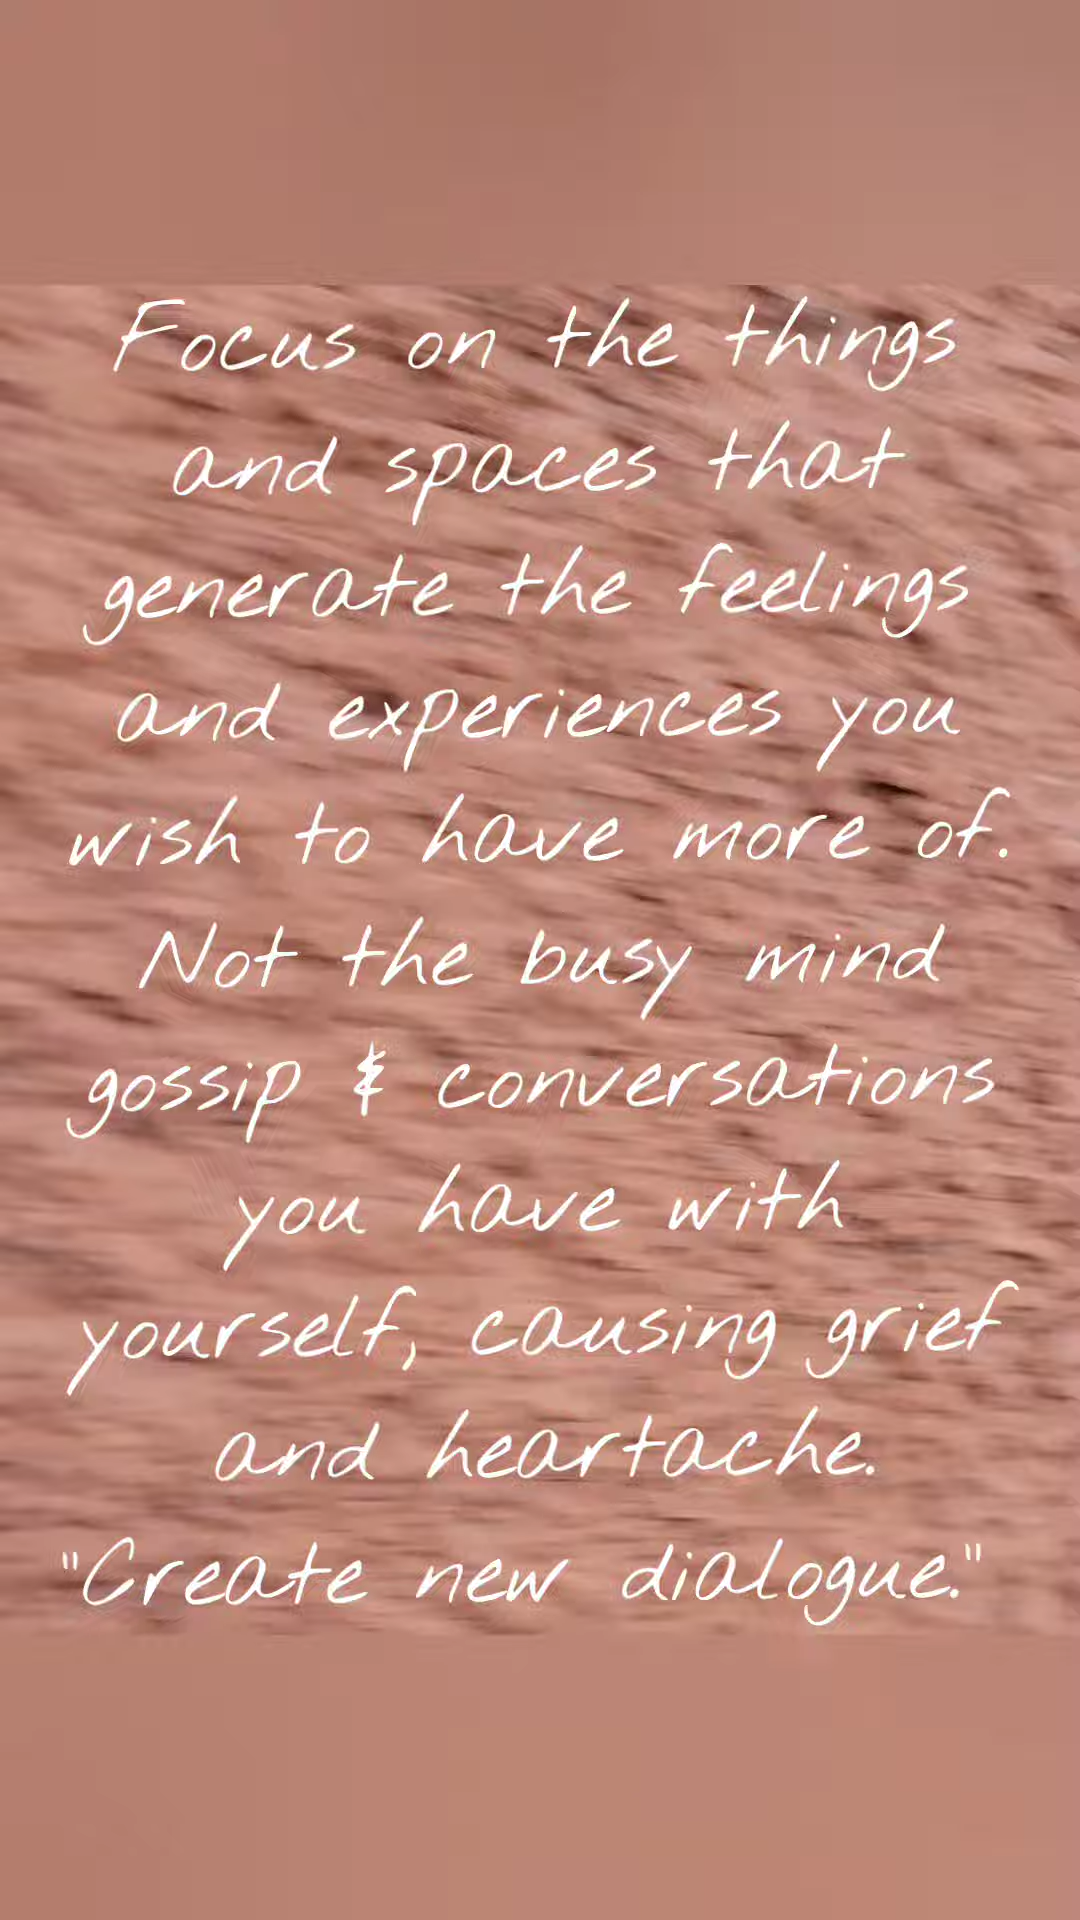 Focus on the things
and spaces that
generate the feelings
and experiences you
wish to have more of.
Not the busy mind
gossip & conversations
you have with
yourself, causing grief
and heartache.
"Create new dialogue."